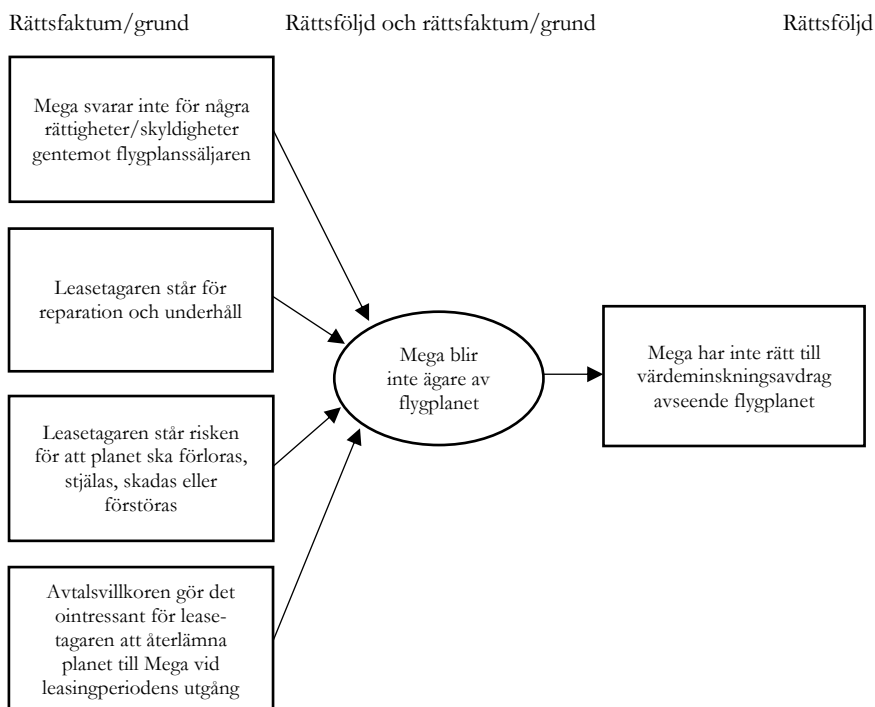 Rättsfaktum/grund
Rättsföljd och rättsfaktum/grund
Rättsföljd
Mega svarar inte för några
rättigheter/skyldigheter
gentemot flygplanssäljaren
Leasetagaren står för
reparation och underhåll
Leasetagaren står risken
för att planet ska förloras,
stjälas, skadas eller
förstöras
Avtalsvillkoren gör det
ointressant för lease-
tagaren att återlämna
planet till Mega vid
leasingperiodens utgång
Mega blir
inte ägare av
flygplanet
Mega har inte rätt till
värdeminskningsavdrag
avseende flygplanet